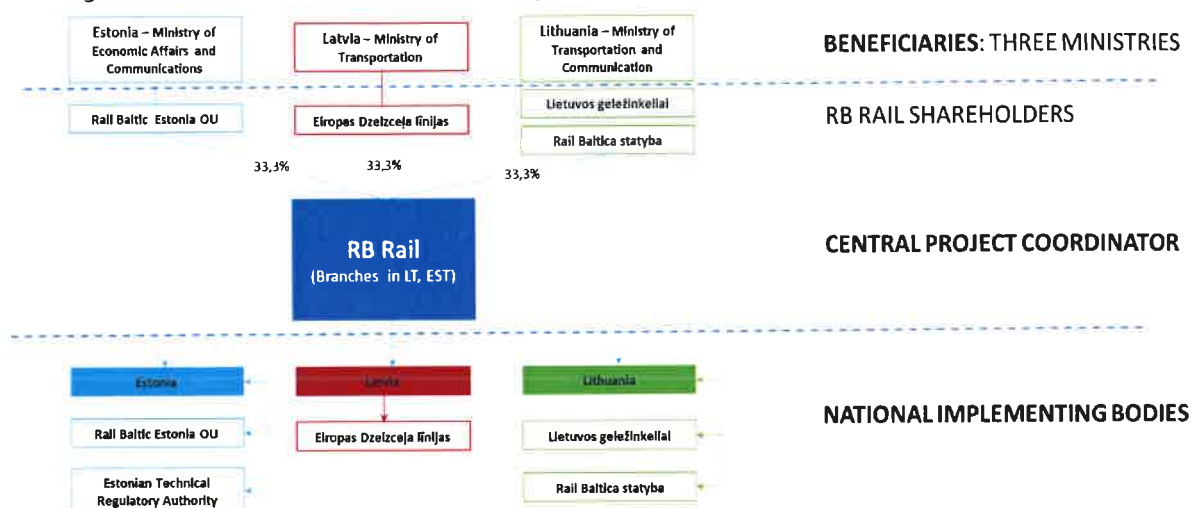 Estonia – Ministry of
Economic Affairs and
Communications
Latvia – Ministry of
Transportation
Lithuania – Ministry of
Transportation and
Communication
BENEFICIARIES: THREE MINISTRIES
Rail Baltic Estonia OU
Eiropas Dzelzceļa līnijas
Lietuvos geležinkeliai
Rail Baltica statyba
RB RAIL SHAREHOLDERS
33,3%
33,3%
33,3%
RB Rail
(Branches in LT, EST)
CENTRAL PROJECT COORDINATOR
Estonia
Latvia
Lithuania
Rail Baltic Estonia OU
Eiropas Dzelzceļa līnijas
Lietuvos geležinkeliai
NATIONAL IMPLEMENTING BODIES
Estonian Technical
Regulatory Authority
Rail Baltica statyba